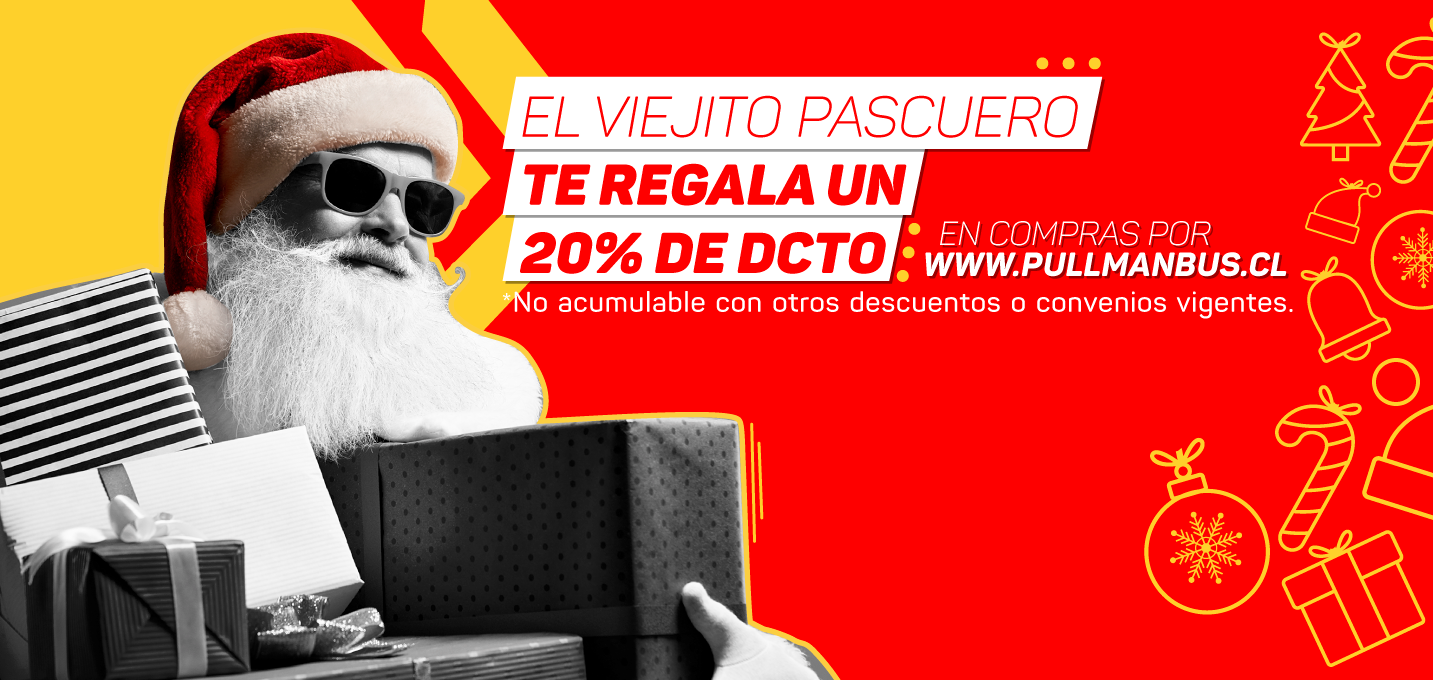 EL VIEJITO PASCUERO
TE REGALA UN
20% DE DCTO
EN COMPRAS POR
WWW.PULLMANBUS.CL
*No acumulable con otros descuentos o convenios vigentes.